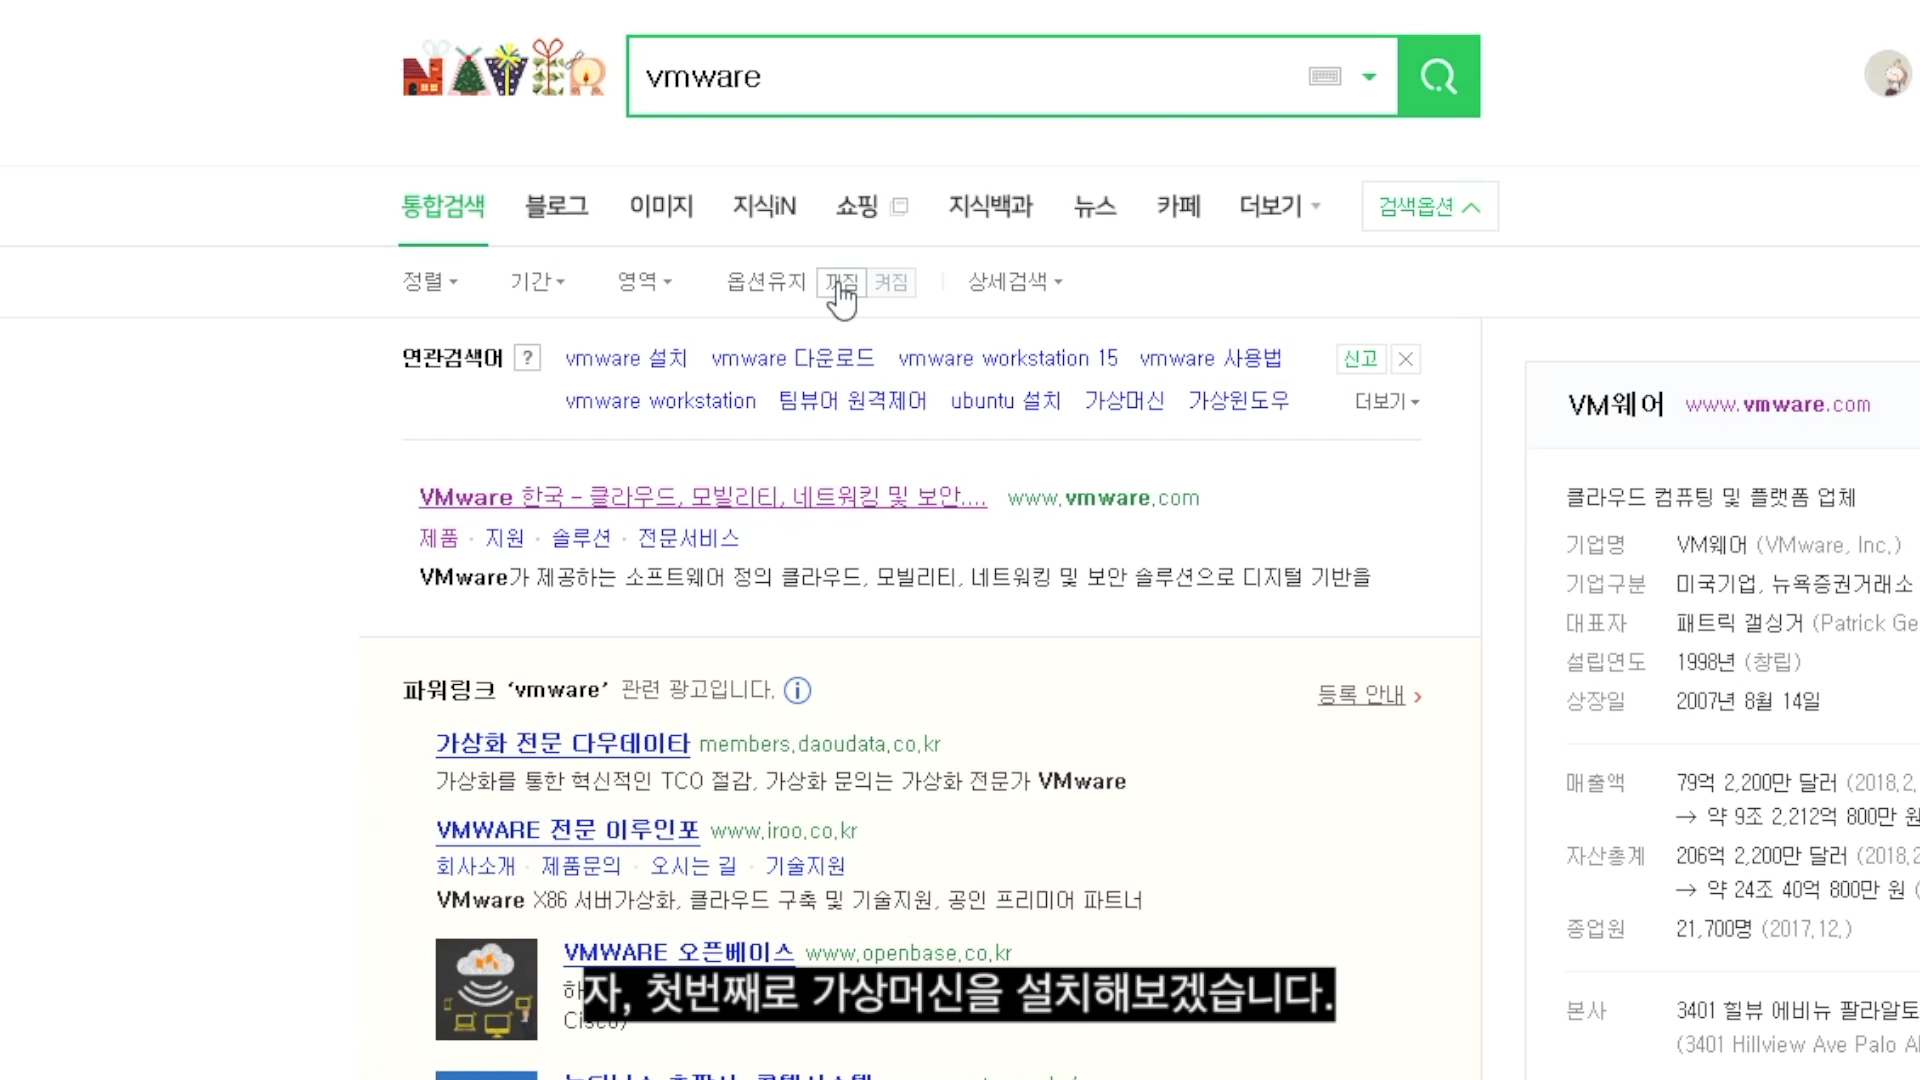 NAVER
vmware
통합검색 블로그 이미지 지식iN 쇼핑 지식백과 뉴스 카페 더보기 검색옵션
정렬 기간 영역 옵션유지 꺼짐 켜짐 상세검색
연관검색어 ? vmware 설치 vmware 다운로드 vmware workstation 15 vmware 사용법 신고
vmware workstation 팀뷰어 원격제어 ubuntu 설치 가상머신 가상윈도우 더보기
VMware 한국 - 클라우드, 모빌리티, 네트워킹 및 보안.... www.vmware.com
제품 · 지원 · 솔루션 · 전문서비스
VMware가 제공하는 소프트웨어 정의 클라우드, 모빌리티, 네트워킹 및 보안 솔루션으로 디지털 기반을
파워링크 ‘vmware’ 관련 광고입니다. i 등록 안내
가상화 전문 다우데이타 members.daoudata.co.kr
가상화를 통한 혁신적인 TCO 절감, 가상화 문의는 가상화 전문가 VMware
VMWARE 전문 이루인포 www.iroo.co.kr
회사소개 · 제품문의 · 오시는 길 · 기술지원
VMware X86 서버가상화, 클라우드 구축 및 기술지원, 공인 프리미어 파트너
VMWARE 오픈베이스 www.openbase.co.kr
자, 첫번째로 가상머신을 설치해보겠습니다.
Cisco)
VM웨어 www.vmware.com
클라우드 컴퓨팅 및 플랫폼 업체
기업명 VM웨어 (VMware, Inc.)
기업구분 미국기업, 뉴욕증권거래소
대표자 패트릭 갤싱거 (Patrick Ge
설립연도 1998년 (창립)
상장일 2007년 8월 14일
매출액 79억 2,200만 달러 (2018.2.
→ 약 9조 2,212억 800만 원
자산총계 206억 2,200만 달러 (2018.2
→ 약 24조 40억 800만 원 (
종업원 21,700명 (2017.12.)
본사 3401 힐뷰 에비뉴 팔라알토
(3401 Hillview Ave Palo Al